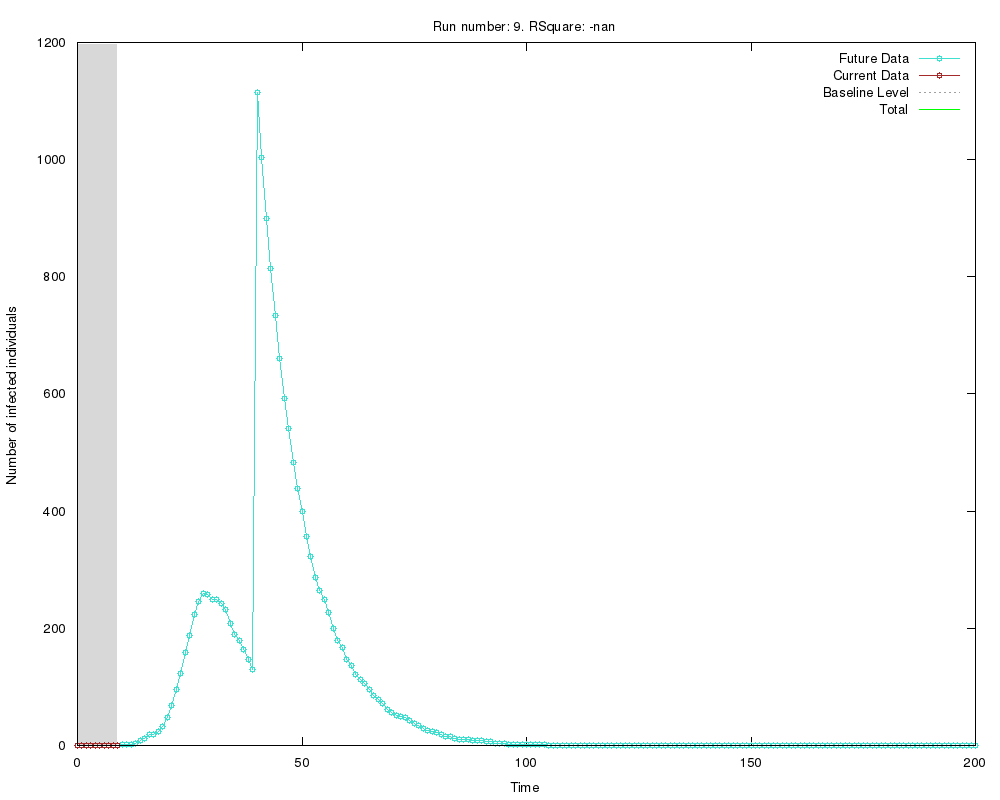 Run number: 9. RSquare: -nan
1200
1000
800
600
400
200
0
Number of infected individuals
Future Data
Current Data
Baseline Level
Total
0 50 100 150 200
Time